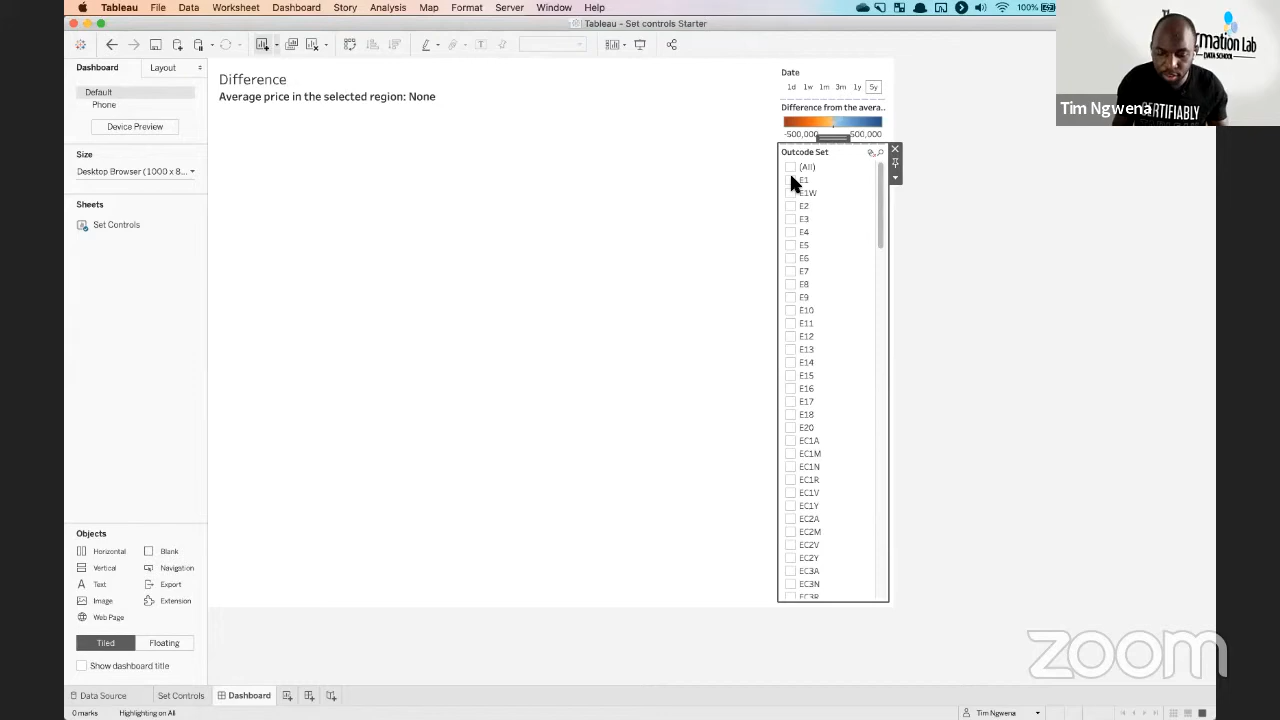 Tableau File Data Worksheet Dashboard Story Analysis Map Format Server Window Help
100%
Tableau - Set controls Starter
Dashboard
Layout
Default
Phone
Device Preview
Size
Desktop Browser (1000 x 8...
Sheets
Set Controls
Objects
Horizontal
Blank
Vertical
Navigation
Text
Export
Image
Extension
Web Page
Tiled
Floating
Show dashboard title
Difference
Average price in the selected region: None
Date
1d 1w 1m 3m 1y 5y
Difference from the avera..
-500,000
500,000
Outcode Set
(All)
E1
E1W
E2
E3
E4
E5
E6
E7
E8
E9
E10
E11
E12
E13
E14
E15
E16
E17
E18
E20
EC1A
EC1M
EC1N
EC1R
EC1V
EC1Y
EC2A
EC2M
EC2V
EC2Y
EC3A
EC3N
EC3R
rmation Lab
DATA SCHOOL
CERTIFIABLY
Tim Ngwena
zoom
Data Source
Set Controls
Dashboard
0 marks
Highlighting on All
Tim Ngwena